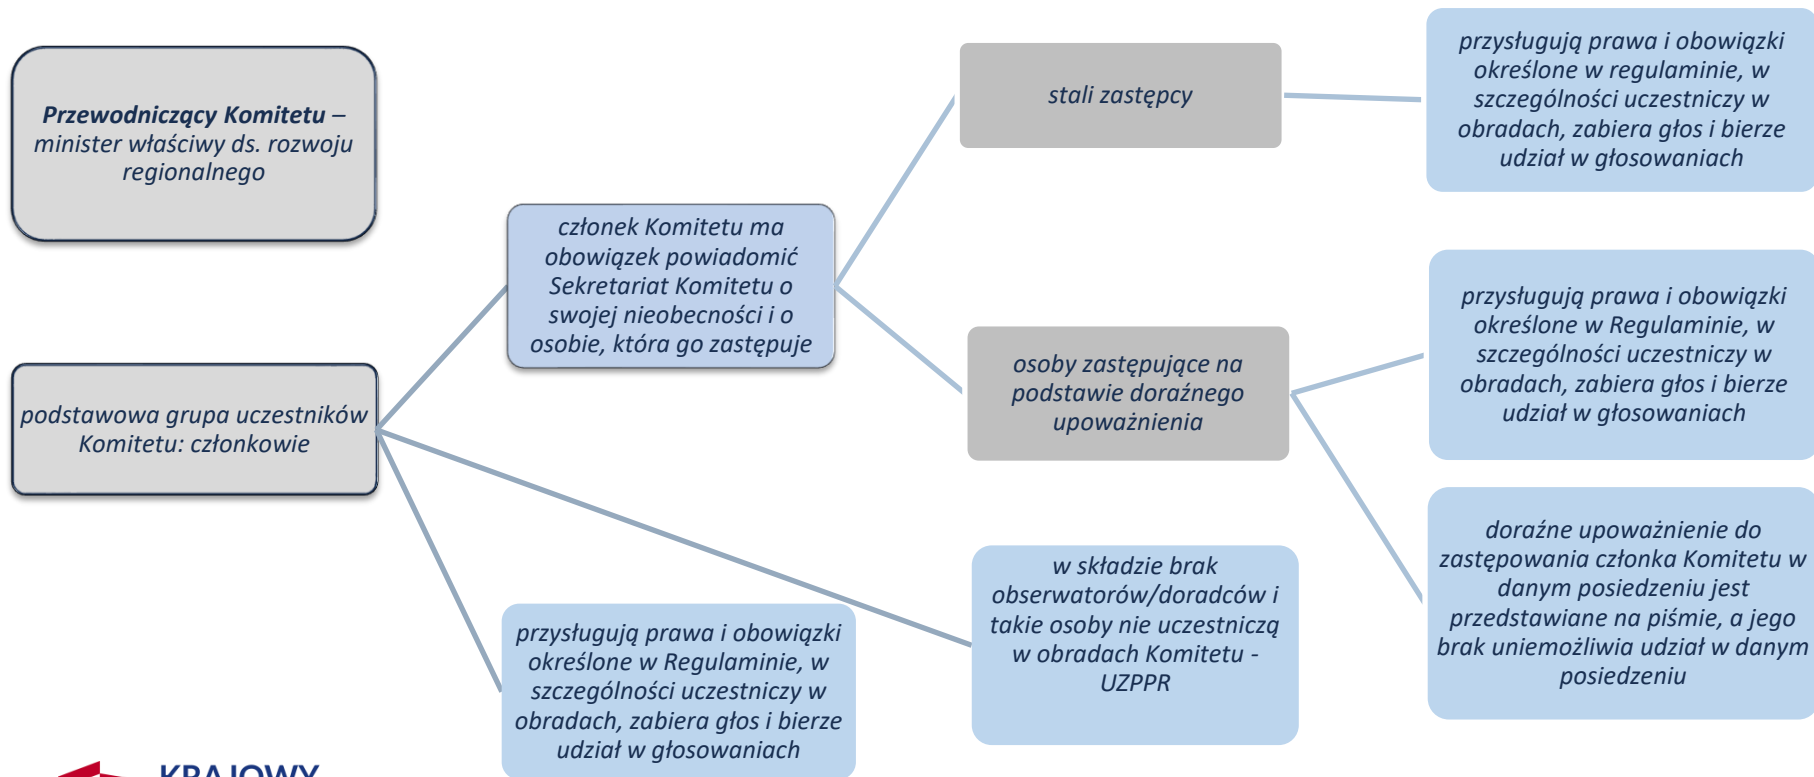 Przewodniczący Komitetu –
minister właściwy ds. rozwoju
regionalnego
podstawowa grupa uczestników
Komitetu: członkowie
członek Komitetu ma
obowiązek powiadomić
Sekretariat Komitetu o
swojej nieobecności i o
osobie, która go zastępuje
przysługują prawa i obowiązki
określone w Regulaminie, w
szczególności uczestniczy w
obradach, zabiera głos i bierze
udział w głosowaniach
stali zastępcy
osoby zastępujące na
podstawie doraźnego
upoważnienia
w składzie brak
obserwatorów/doradców i
takie osoby nie uczestniczą
w obradach Komitetu -
UZPPR
przysługują prawa i obowiązki
określone w regulaminie, w
szczególności uczestniczy w
obradach, zabiera głos i bierze
udział w głosowaniach
przysługują prawa i obowiązki
określone w Regulaminie, w
szczególności uczestniczy w
obradach, zabiera głos i bierze
udział w głosowaniach
doraźne upoważnienie do
zastępowania członka Komitetu w
danym posiedzeniu jest
przedstawiane na piśmie, a jego
brak uniemożliwia udział w danym
posiedzeniu
KRAJOWY